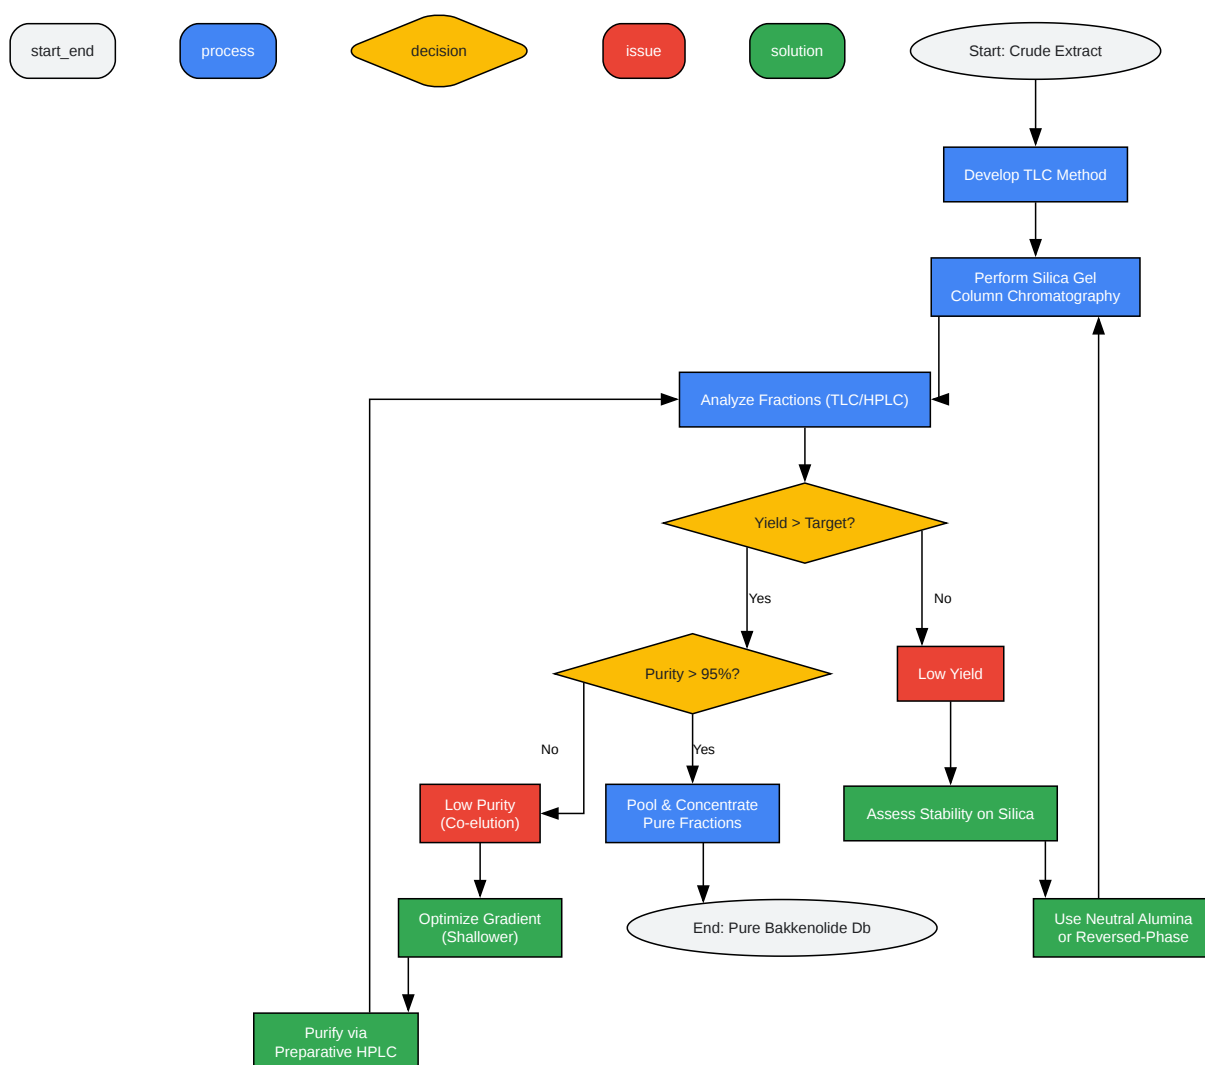 start_end
process
decision
issue
solution
Start: Crude Extract
Develop TLC Method
Perform Silica Gel
Column Chromatography
Analyze Fractions (TLC/HPLC)
Yield > Target?
Yes
No
Purity > 95%?
Low Yield
No
Yes
Low Purity
(Co-elution)
Pool & Concentrate
Pure Fractions
Assess Stability on Silica
Optimize Gradient
(Shallower)
End: Pure Bakkenolide Db
Use Neutral Alumina
or Reversed-Phase
Purify via
Preparative HPLC